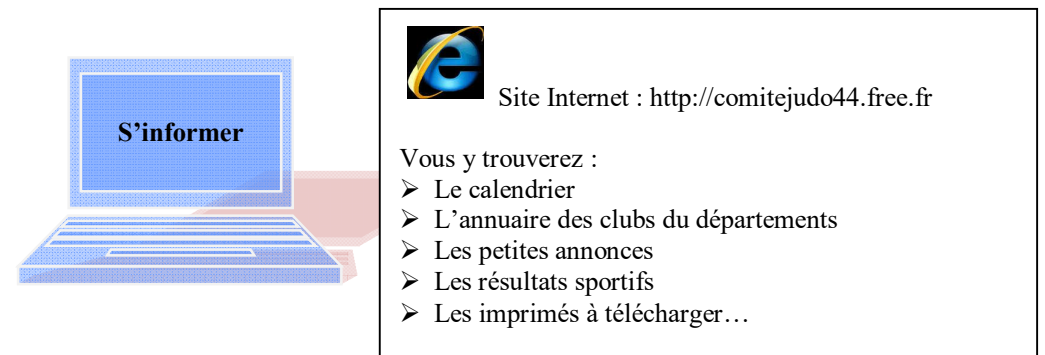 S’informer
Site Internet : http://comitejudo44.free.fr
Vous y trouverez :
➢ Le calendrier
➢ L’annuaire des clubs du départements
➢ Les petites annonces
➢ Les résultats sportifs
➢ Les imprimés à télécharger…